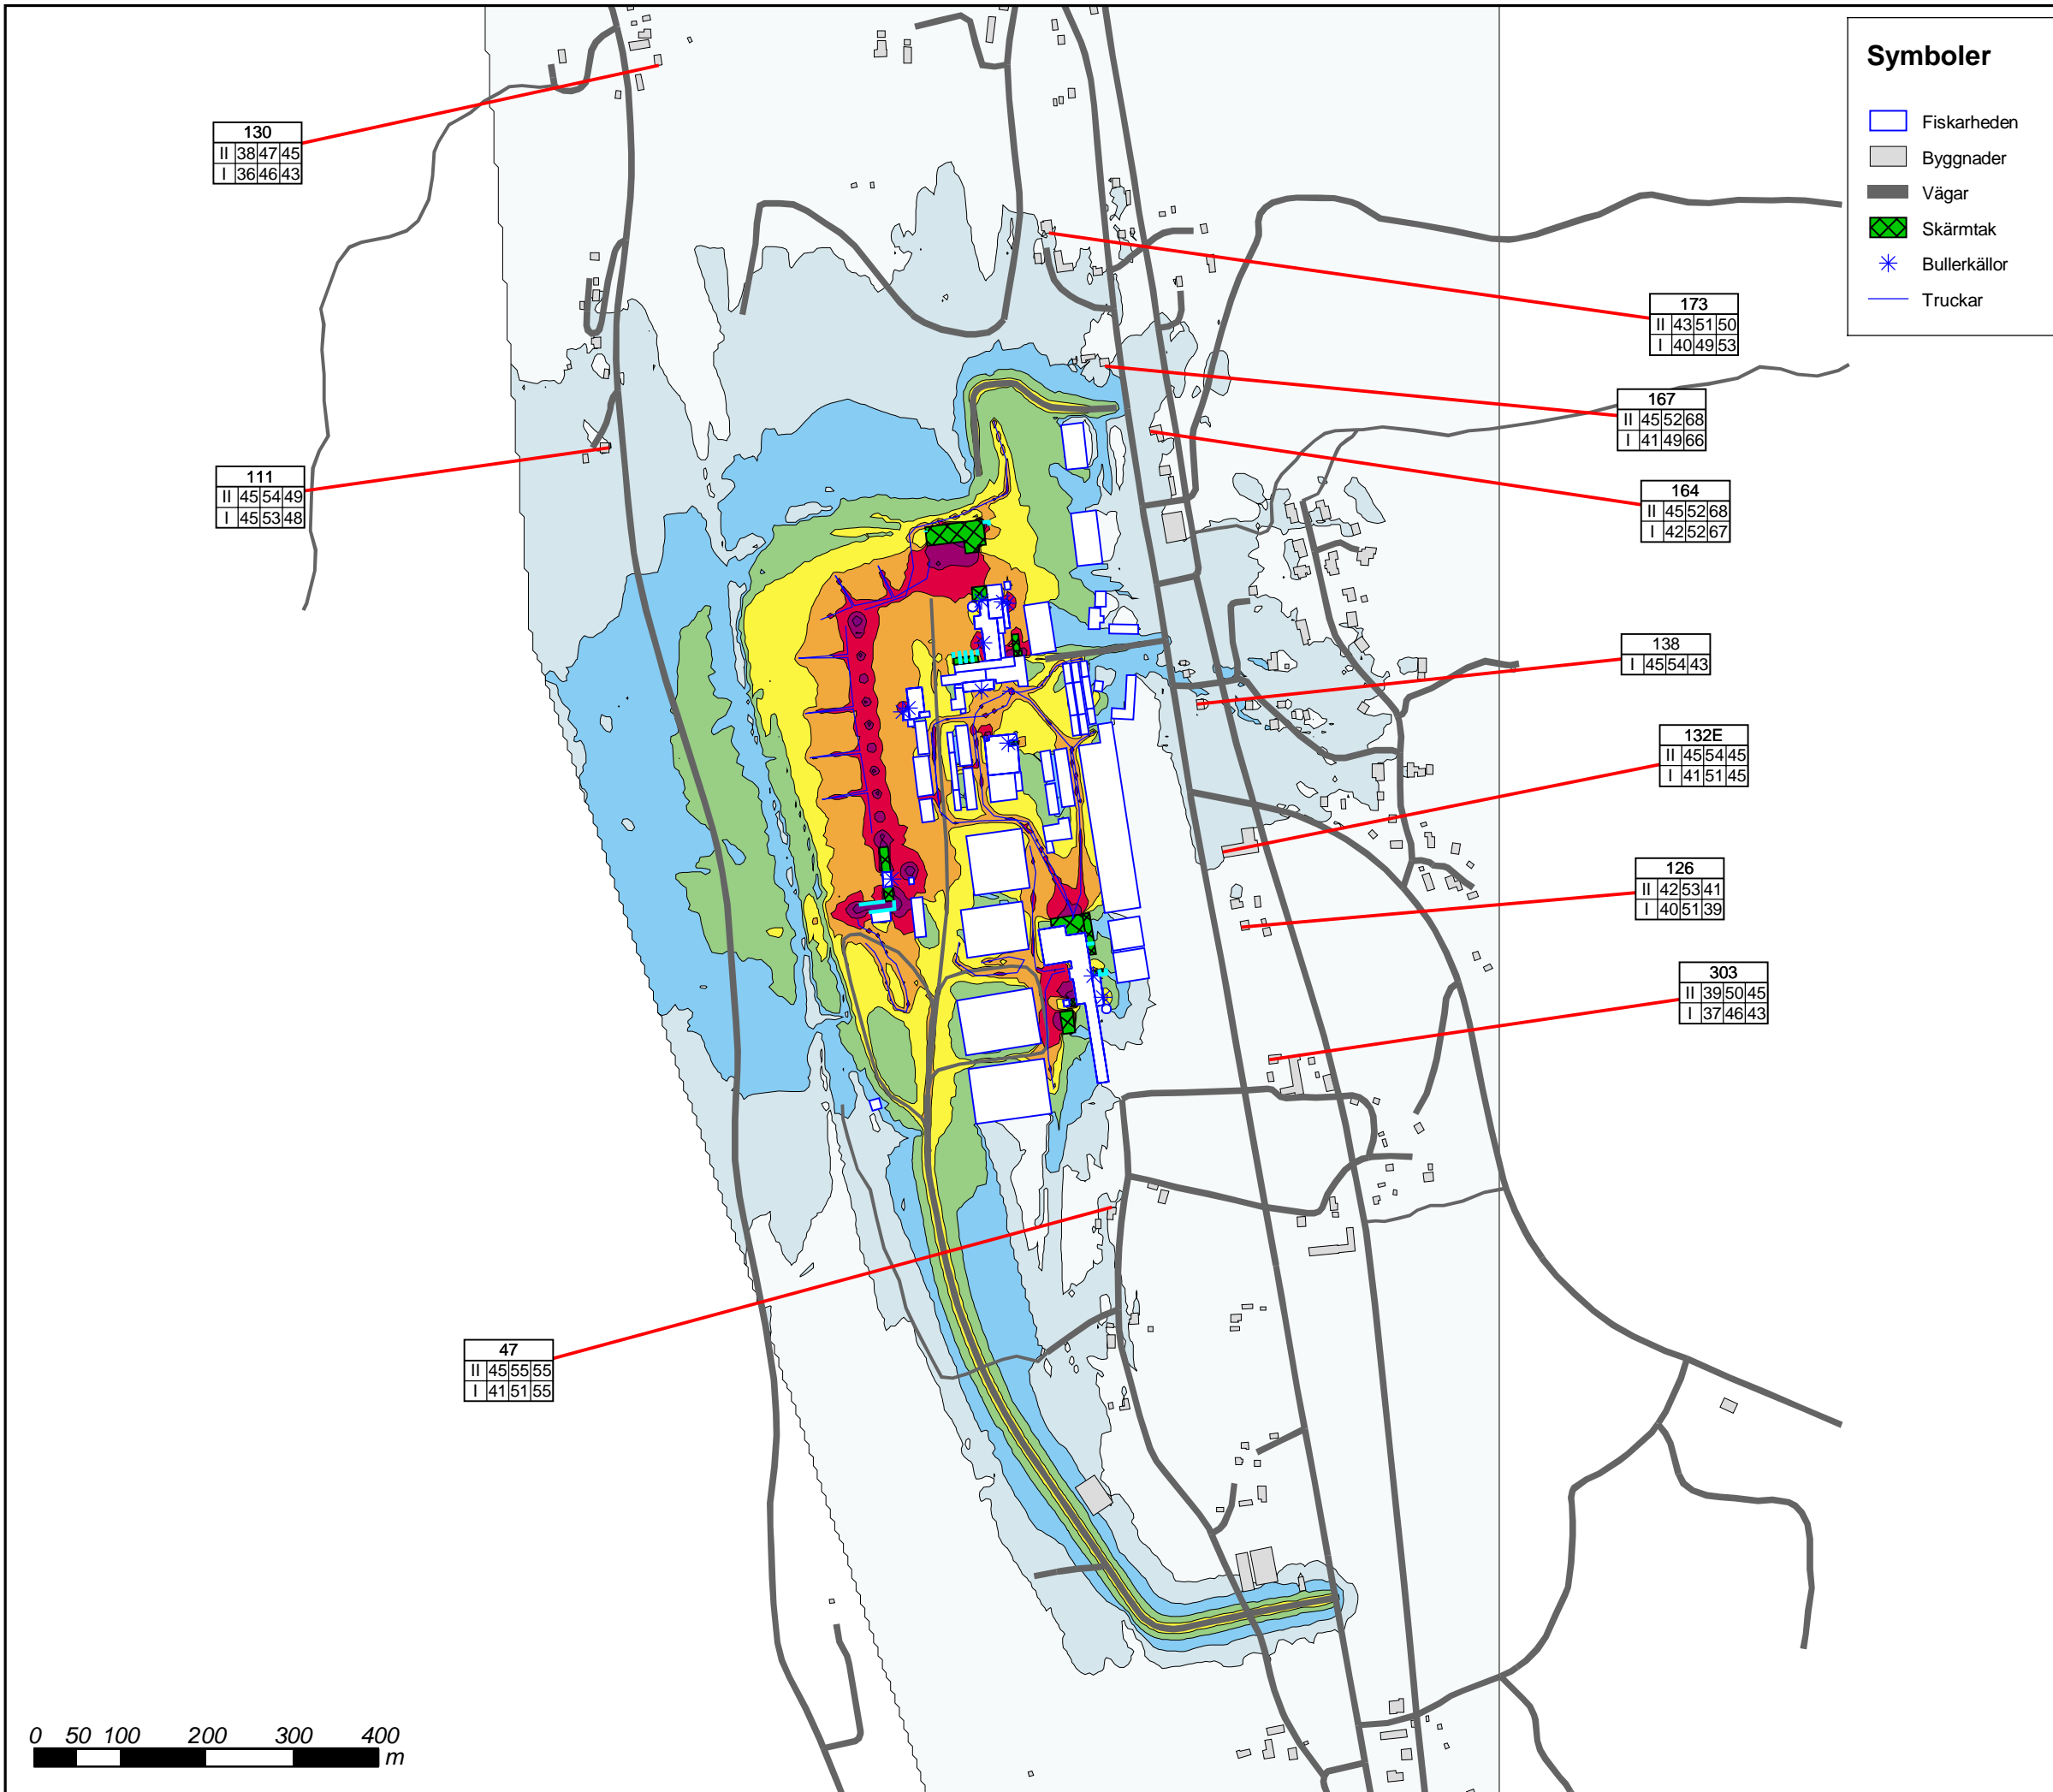 Symboler
Fiskarheden
Byggnader
Vägar
Skärmtak
Bullerkällor
Truckar
130
II 38 47 45
I 36 46 43
173
II 43 51 50
I 40 49 53
167
II 45 52 68
I 41 49 66
111
II 45 54 49
I 45 53 48
164
II 45 52 68
I 42 52 67
138
I 45 54 43
132E
II 45 54 45
I 41 51 45
126
II 42 53 41
I 40 51 39
303
II 39 50 45
I 37 46 43
47
II 45 55 55
I 41 51 55
0 50 100 200 300 400
m